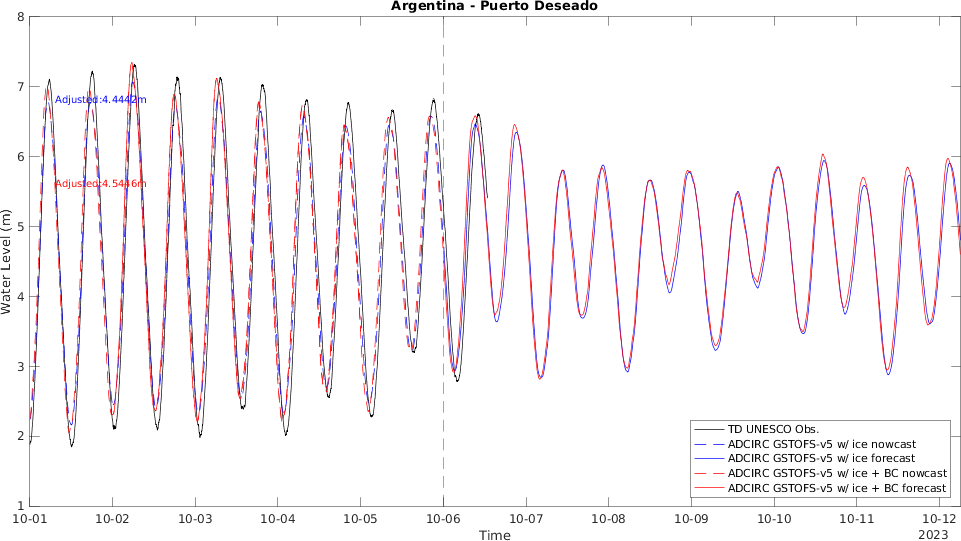 Argentina - Puerto Deseado
8
7
6
5
4
3
2
1
Water Level (m)
Adjusted:4.4442m
Adjusted:4.5446m
TD UNESCO Obs.
ADCIRC GSTOFS-v5 w/ ice nowcast
ADCIRC GSTOFS-v5 w/ ice forecast
ADCIRC GSTOFS-v5 w/ ice + BC nowcast
ADCIRC GSTOFS-v5 w/ ice + BC forecast
10-01 10-02 10-03 10-04 10-05 10-06 10-07 10-08 10-09 10-10 10-11 10-12
Time
2023